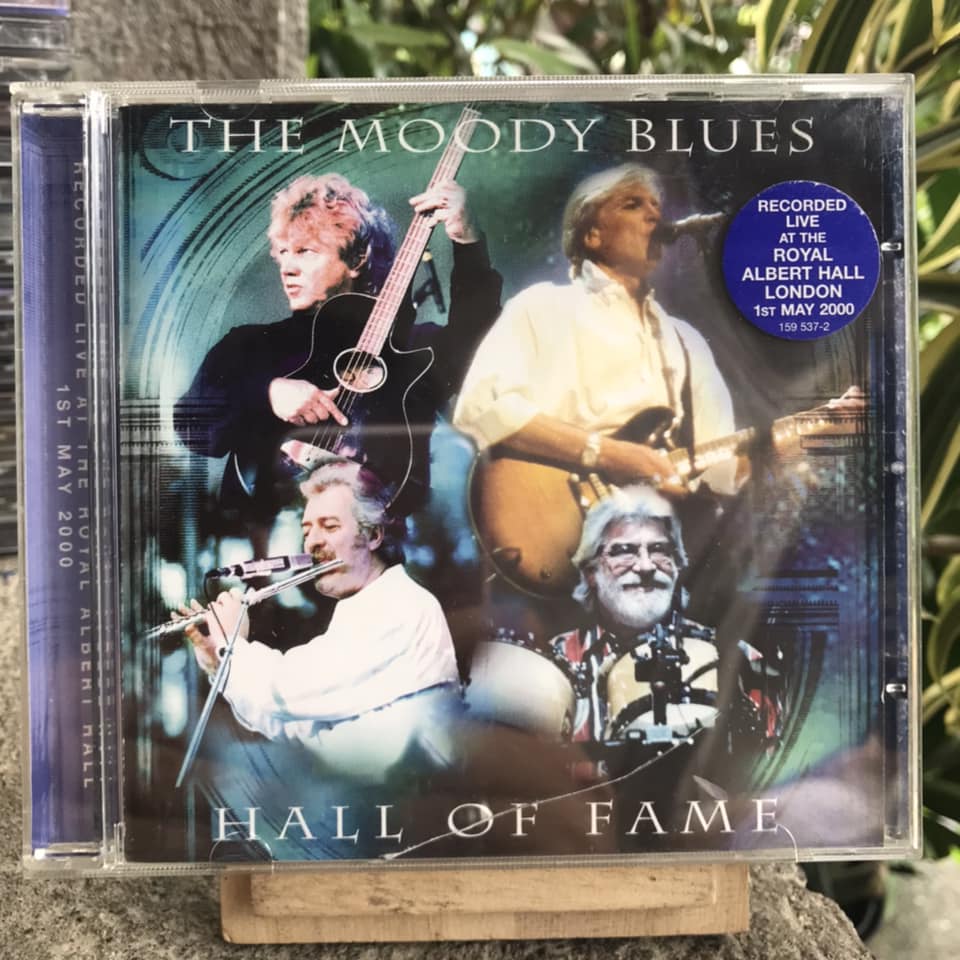 THE MOODY BLUES
RECORDED
LIVE
AT THE
ROYAL
ALBERT HALL
LONDON
1ST MAY 2000
159 537-2
HALL OF FAME
RECORDED LIVE AT THE ROYAL ALBERT HALL
1ST MAY 2000